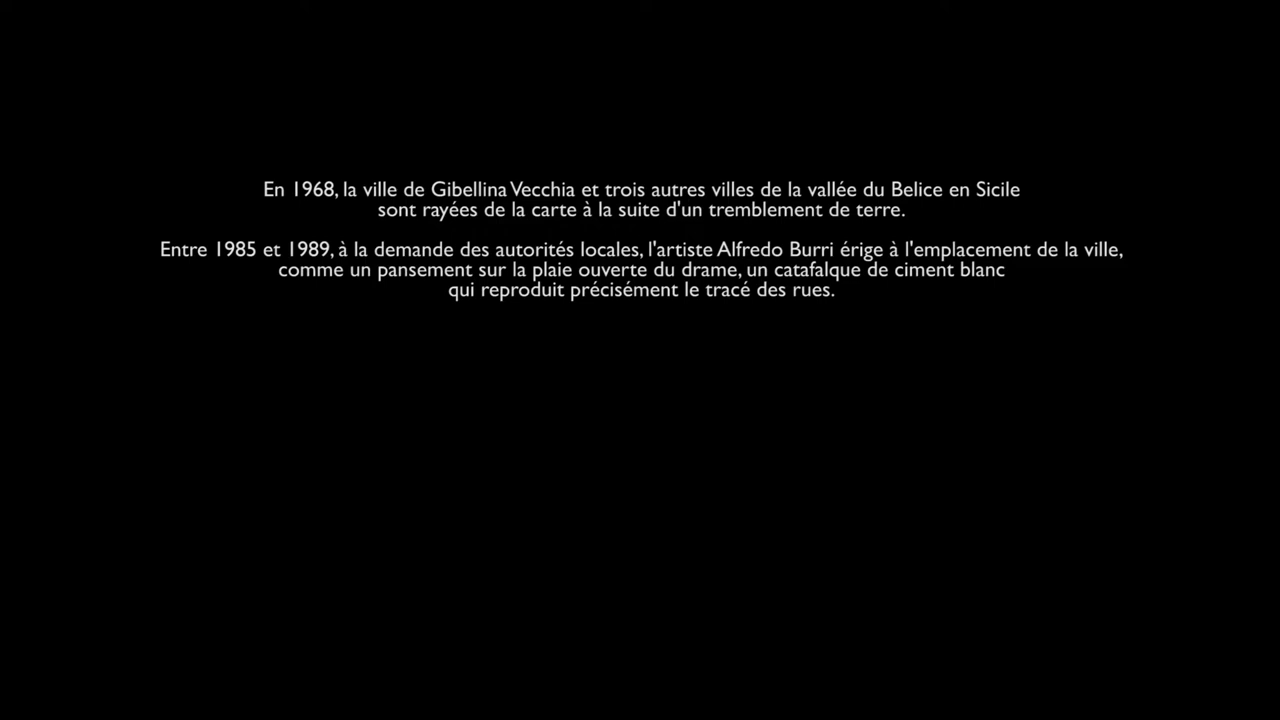 En 1968, la ville de Gibellina Vecchia et trois autres villes de la vallée du Belice en Sicile
sont rayées de la carte à la suite d'un tremblement de terre.
Entre 1985 et 1989, à la demande des autorités locales, l'artiste Alfredo Burri érige à l'emplacement de la ville,
comme un pansement sur la plaie ouverte du drame, un catafalque de ciment blanc
qui reproduit précisément le tracé des rues.